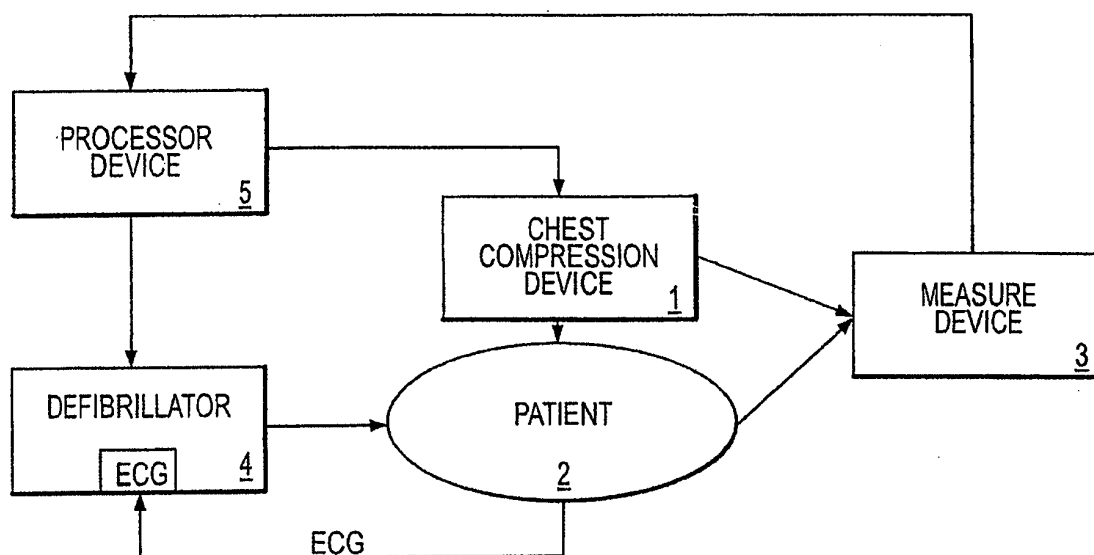 PROCESSOR
DEVICE
5
CHEST
COMPRESSION
DEVICE
1
MEASURE
DEVICE
3
DEFIBRILLATOR
ECG
4
PATIENT
2
ECG